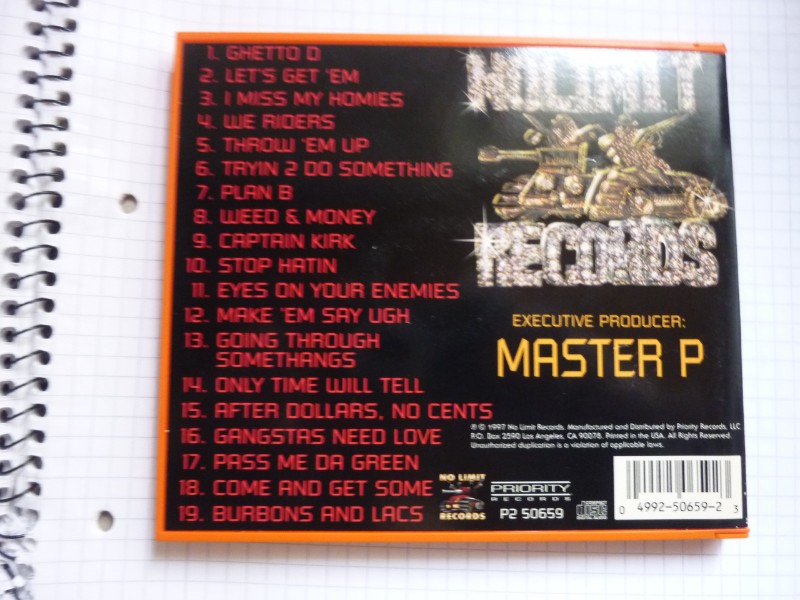 1. GHETTO D
2. LET'S GET 'EM
3. I MISS MY HOMIES
4. WE RIDERS
5. THROW 'EM UP
6. TRYIN 2 DO SOMETHING
7. PLAN B
8. WEED & MONEY
9. CAPTAIN KIRK
10. STOP HATIN
11. EYES ON YOUR ENEMIES
12. MAKE 'EM SAY UGH
13. GOING THROUGH
SOMETHANGS
14. ONLY TIME WILL TELL
15. AFTER DOLLARS, NO CENTS
16. GANGSTAS NEED LOVE
17. PASS ME DA GREEN
18. COME AND GET SOME
19. BURBONS AND LACS
NO LIMIT
RECORDS
EXECUTIVE PRODUCER:
MASTER P
℗ © 1997 No Limit Records. Manufactured and Distributed by Priority Records, LLC
P.O. Box 2590 Los Angeles, CA 90078. Printed in the USA. All Rights Reserved.
Unauthorized duplication is a violation of applicable laws.
NO LIMIT
RECORDS
PRIORITY
RECORDS
P2 50659
COMPACT
disc
DIGITAL AUDIO
0 4992-50659-2 3